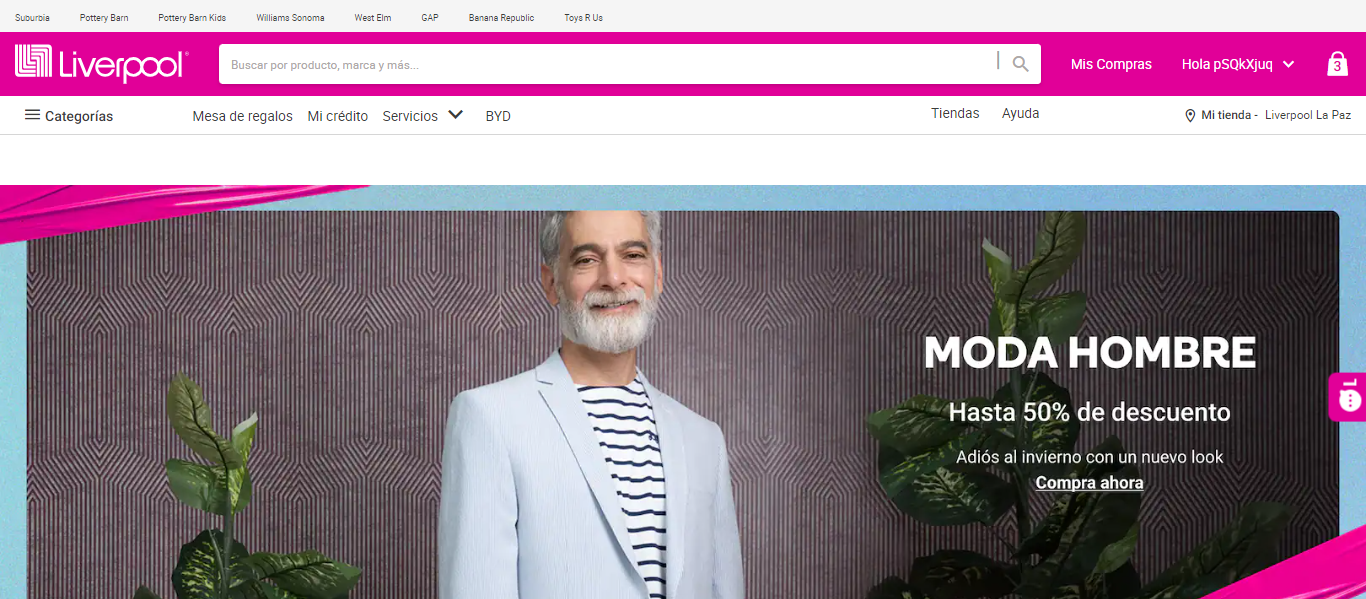 Suburbia Pottery Barn Pottery Barn Kids Williams Sonoma West Elm GAP Banana Republic Toys R Us
Liverpool
Buscar por producto, marca y más...
Mis Compras Hola pSQkXjuq 3
Categorías Mesa de regalos Mi crédito Servicios BYD Tiendas Ayuda Mi tienda - Liverpool La Paz
MODA HOMBRE
Hasta 50% de descuento
Adiós al invierno con un nuevo look
Compra ahora
L